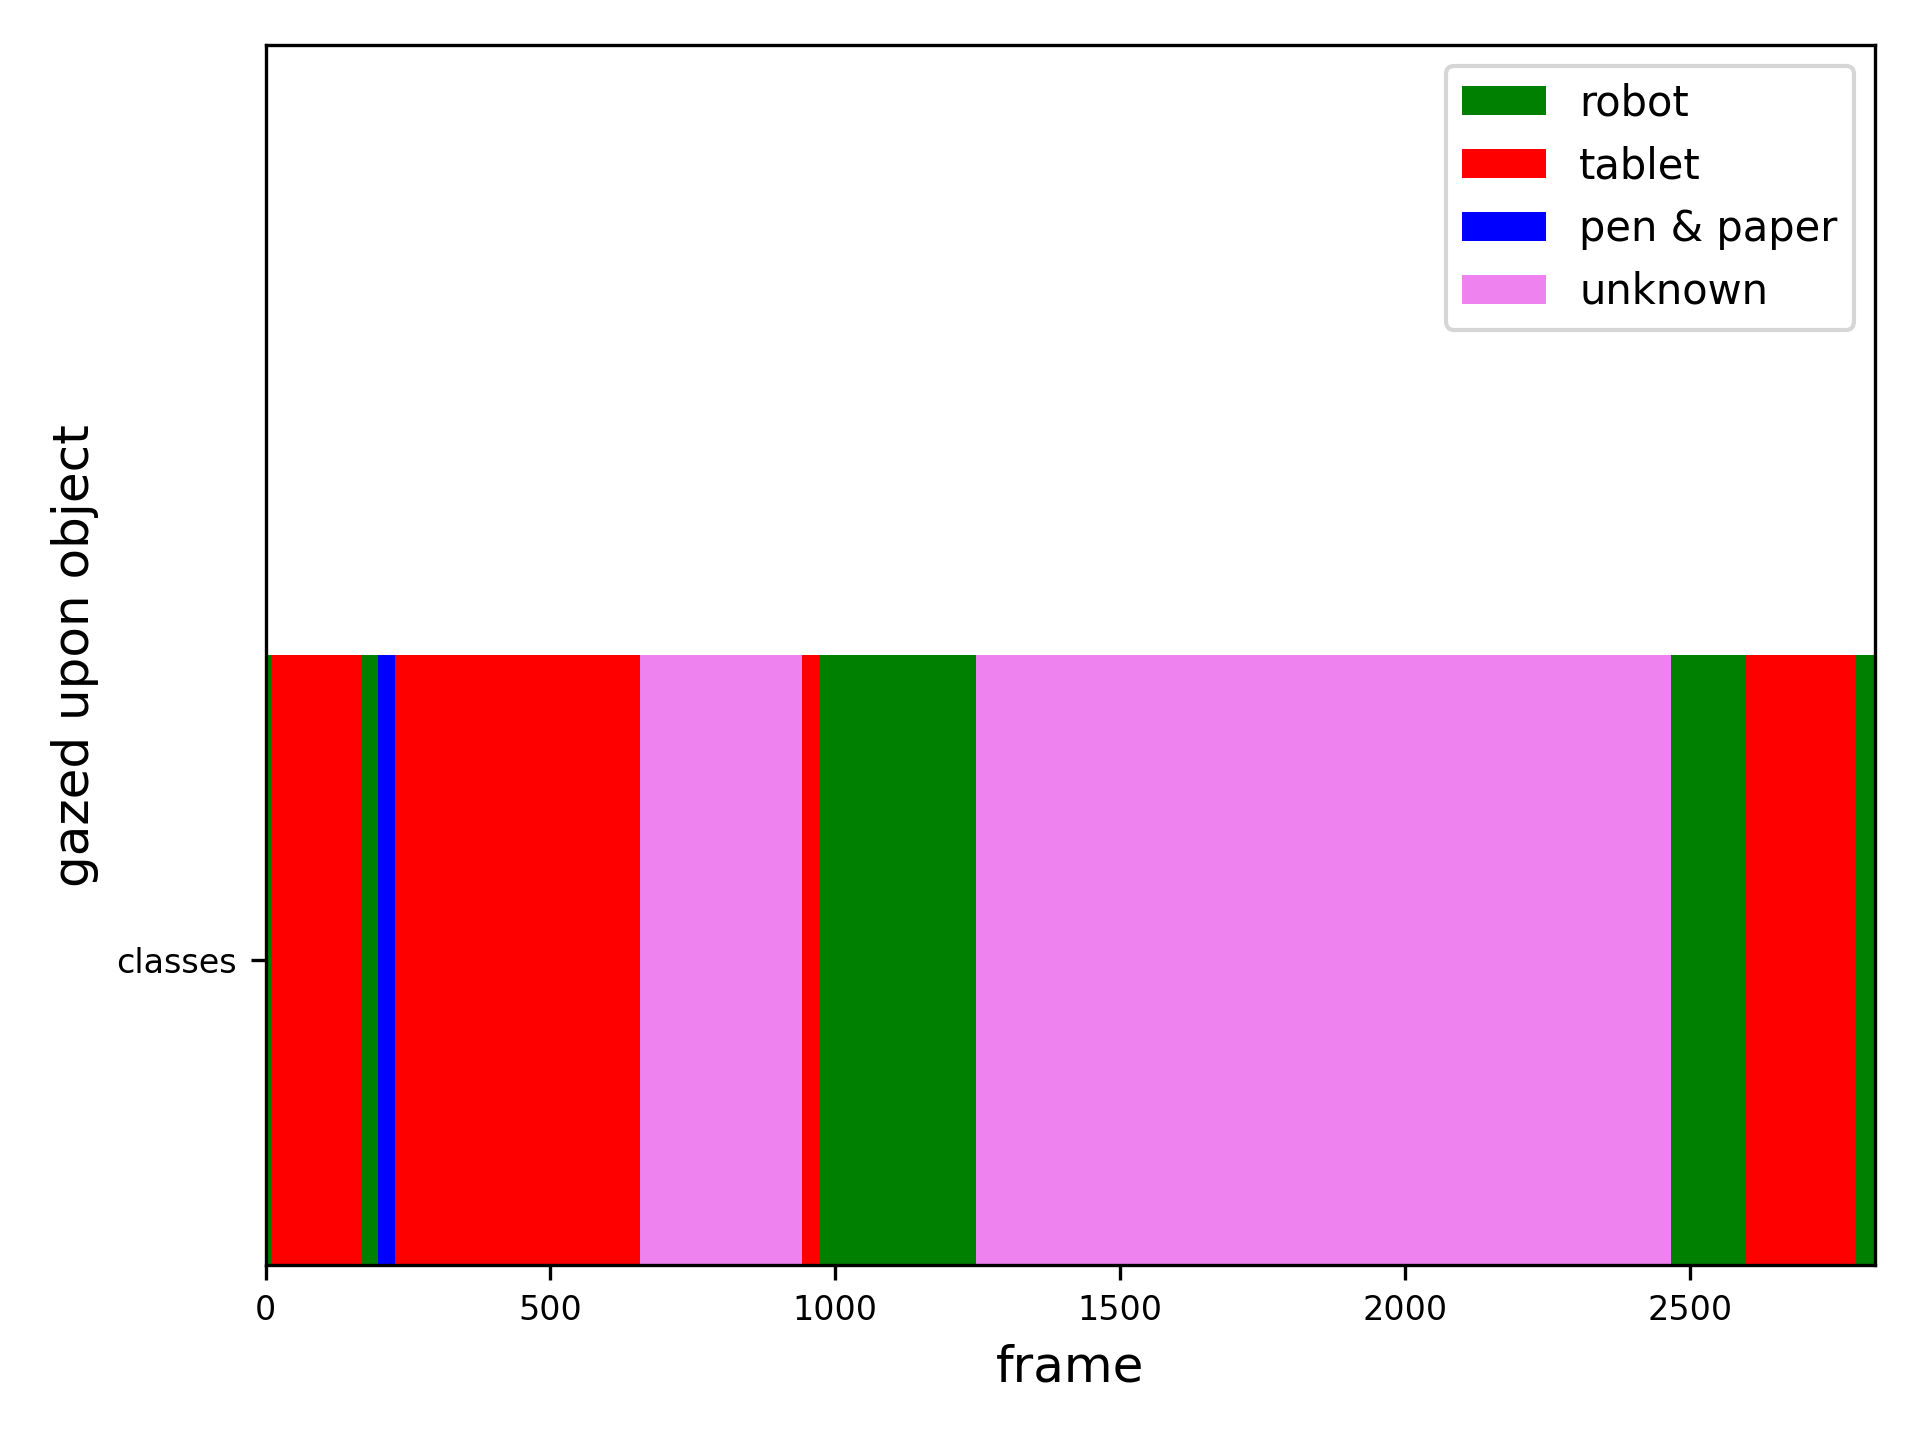 robot
tablet
pen & paper
unknown
gazed upon object
classes
0 500 1000 1500 2000 2500
frame